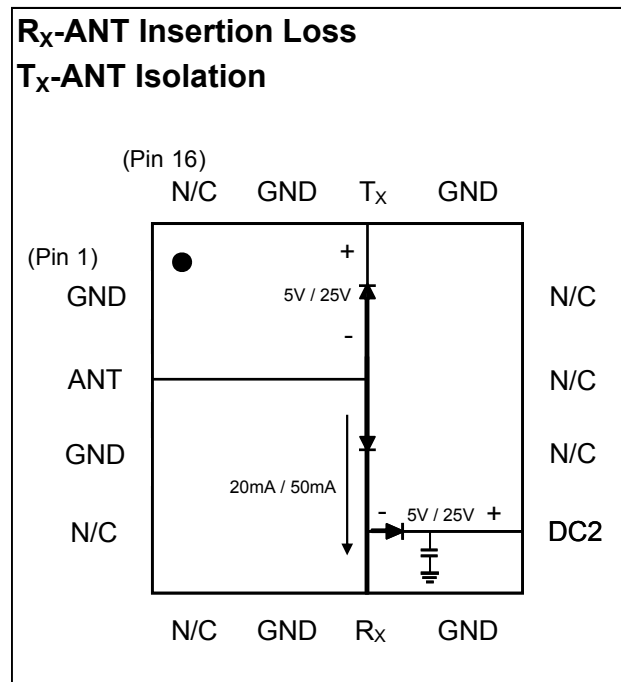 RX-ANT Insertion Loss
TX-ANT Isolation
(Pin 16)
N/C GND TX GND
(Pin 1)
+
GND 5V / 25V N/C
-
ANT N/C
GND N/C
20mA / 50mA
- 5V / 25V +
N/C DC2
N/C GND RX GND